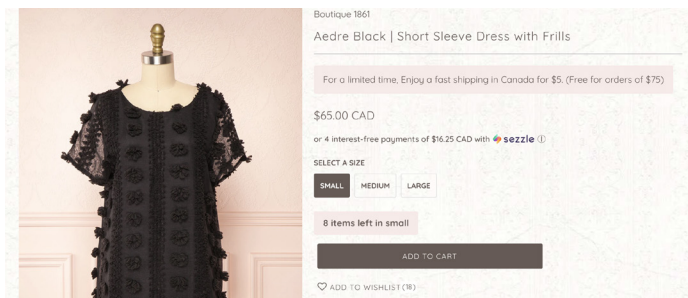 Boutique 1861
Aedre Black | Short Sleeve Dress with Frills
For a limited time, Enjoy a fast shipping in Canada for $5. (Free for orders of $75)
$65.00 CAD
or 4 interest-free payments of $16.25 CAD with sezzle ⓘ
SELECT A SIZE
SMALL MEDIUM LARGE
8 items left in small
ADD TO CART
ADD TO WISHLIST (18)